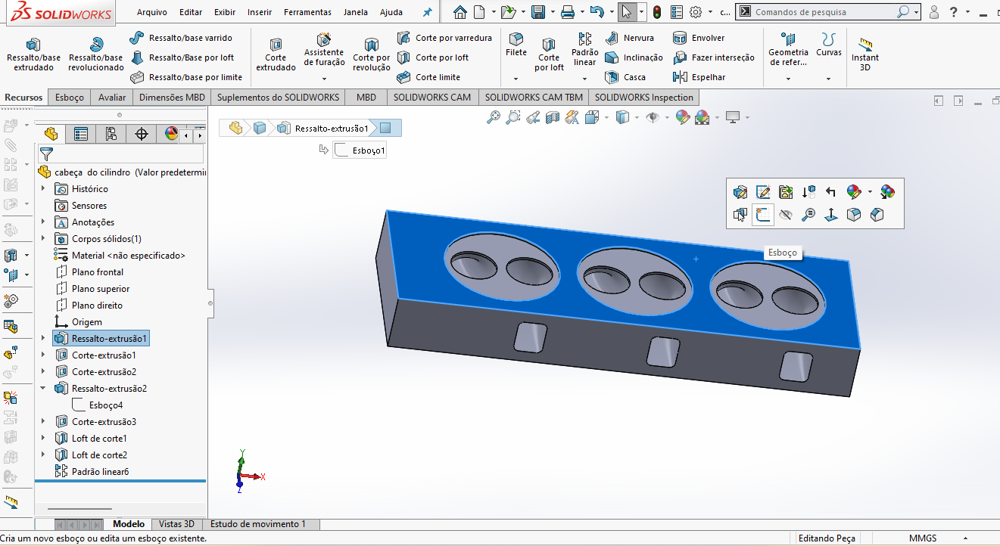 SOLIDWORKS
Arquivo Editar Exibir Inserir Ferramentas Janela Ajuda
c...
Comandos de pesquisa
?
Ressalto/base extrudado
Ressalto/base revolucionado
Ressalto/base varrido
Ressalto/Base por loft
Ressalto/base por limite
Corte extrudado
Assistente de furação
Corte por revolução
Corte por varredura
Corte por loft
Corte limite
Filete
Corte por loft
Padrão linear
Nervura
Inclinação
Casca
Envolver
Fazer interseção
Espelhar
Geometria de refer...
Curvas
Instant 3D
Recursos Esboço Avaliar Dimensões MBD Suplementos do SOLIDWORKS MBD SOLIDWORKS CAM SOLIDWORKS CAM TBM SOLIDWORKS Inspection
Ressalto-extrusão1
Esboço1
cabeça do cilindro (Valor predetermi
Histórico
Sensores
Anotações
Corpos sólidos(1)
Material <não especificado>
Plano frontal
Plano superior
Plano direito
Origem
Ressalto-extrusão1
Corte-extrusão1
Corte-extrusão2
Ressalto-extrusão2
Esboço4
Corte-extrusão3
Loft de corte1
Loft de corte2
Padrão linear6
Esboço
Y
X
Z
Modelo Vistas 3D Estudo de movimento 1
Cria um novo esboço ou edita um esboço existente.
Editando Peça
MMGS